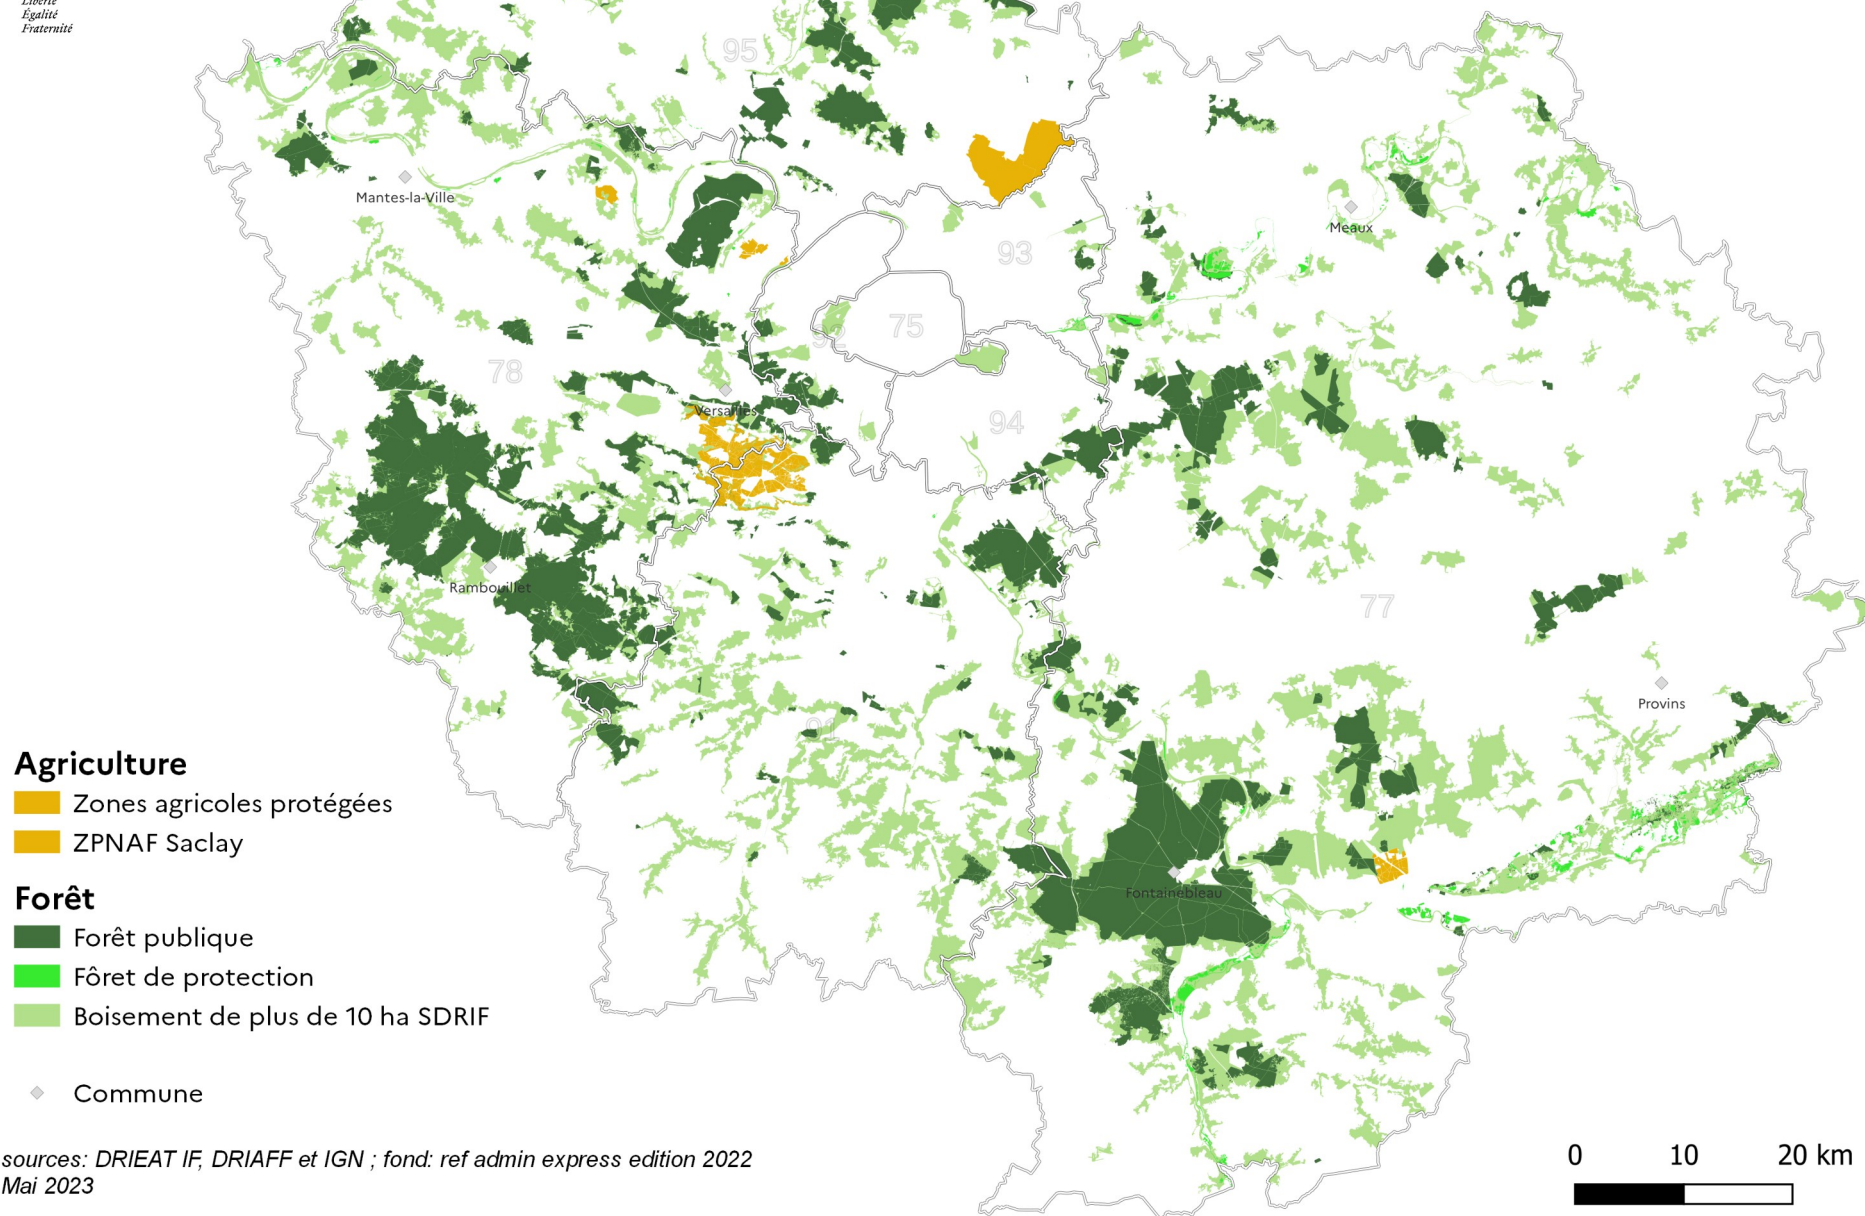 Liberté
Égalité
Fraternité
95
Mantes-la-Ville
Meaux
93
92
75
78
Versailles
94
Rambouillet
77
Provins
91
Fontainebleau
Agriculture
Zones agricoles protégées
ZPNAF Saclay
Forêt
Forêt publique
Fôret de protection
Boisement de plus de 10 ha SDRIF
Commune
sources: DRIEAT IF, DRIAFF et IGN ; fond: ref admin express edition 2022
Mai 2023
0 10 20 km